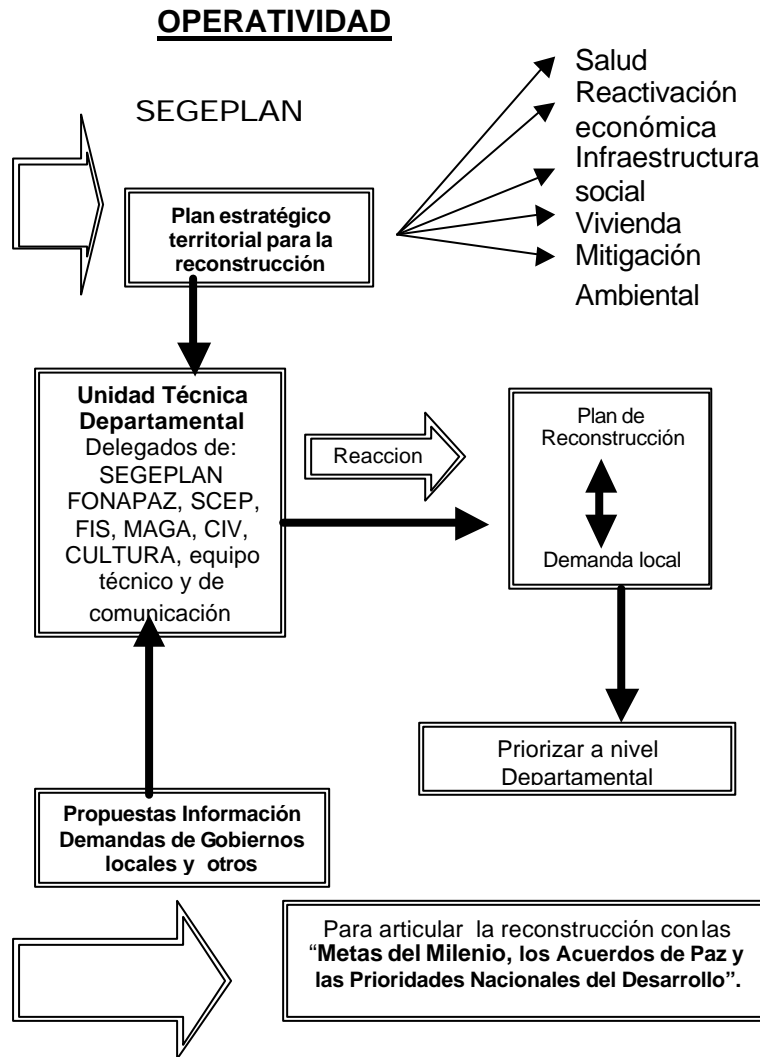 OPERATIVIDAD
SEGEPLAN
Salud
Reactivación
económica
Infraestructura
social
Vivienda
Mitigación
Ambiental
Plan estratégico
territorial para la
reconstrucción
Unidad Técnica
Departamental
Delegados de:
SEGEPLAN
FONAPAZ, SCEP,
FIS, MAGA, CIV,
CULTURA, equipo
técnico y de
comunicación
Reaccion
Plan de
Reconstrucción
Demanda local
Priorizar a nivel
Departamental
Propuestas Información
Demandas de Gobiernos
locales y otros
Para articular la reconstrucción conlas
“Metas del Milenio, los Acuerdos de Paz y
las Prioridades Nacionales del Desarrollo”.